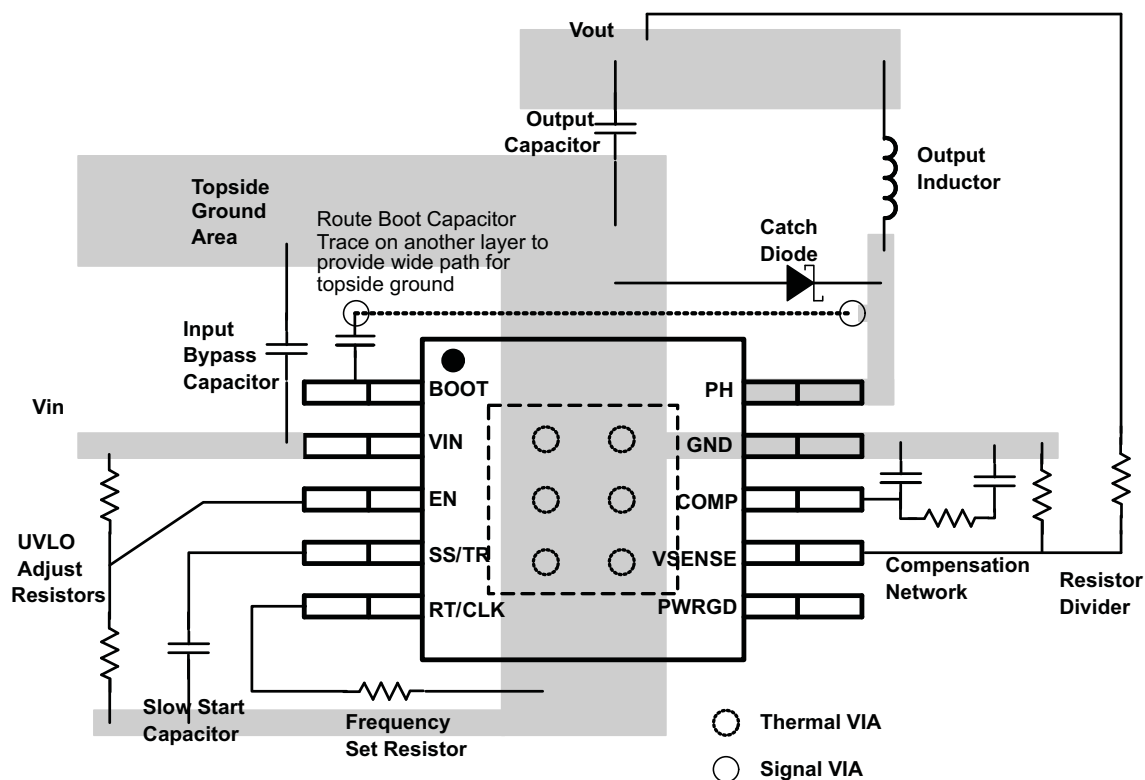 Vout
Output
Capacitor
Output
Inductor
Topside
Ground
Area
Route Boot Capacitor
Trace on another layer to
provide wide path for
topside ground
Catch
Diode
Input
Bypass
Capacitor
Vin
BOOT
PH
VIN
GND
EN
COMP
UVLO
Adjust
Resistors
SS/TR
VSENSE
Compensation
Network
Resistor
Divider
RT/CLK
PWRGD
Slow Start
Capacitor
Frequency
Set Resistor
Thermal VIA
Signal VIA